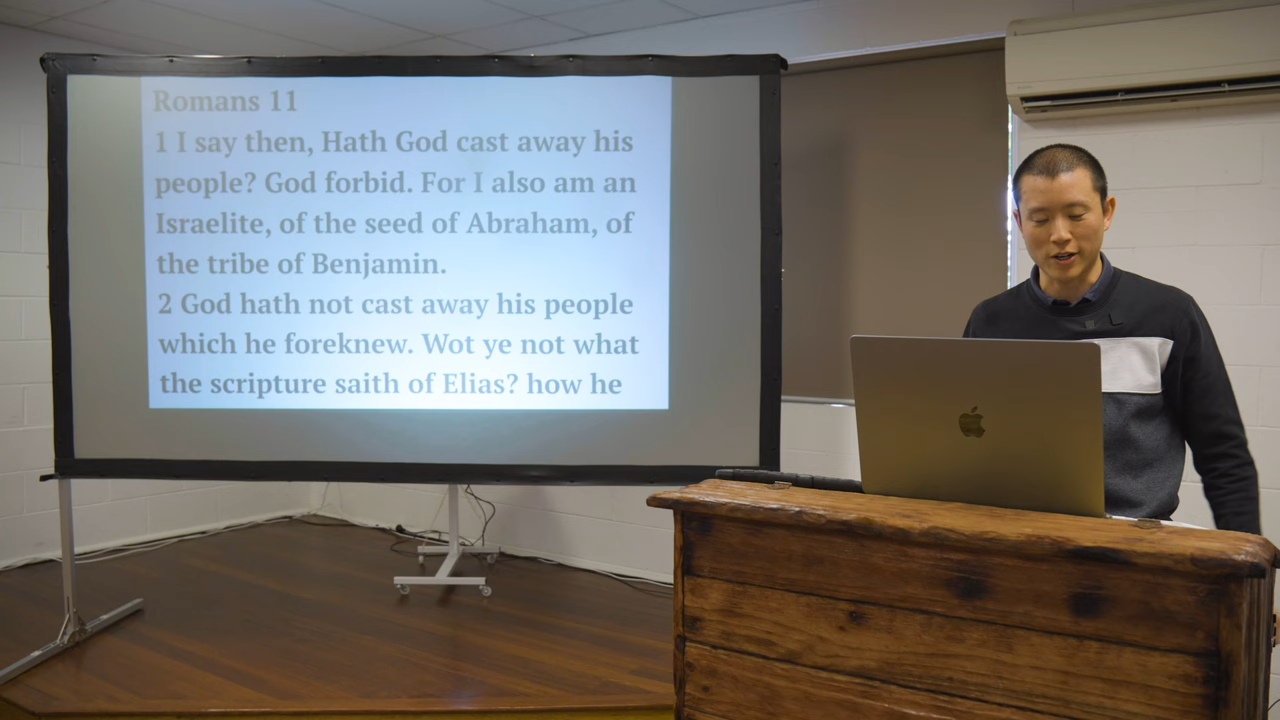 Romans 11
1 I say then, Hath God cast away his
people? God forbid. For I also am an
Israelite, of the seed of Abraham, of
the tribe of Benjamin.
2 God hath not cast away his people
which he foreknew. Wot ye not what
the scripture saith of Elias? how he